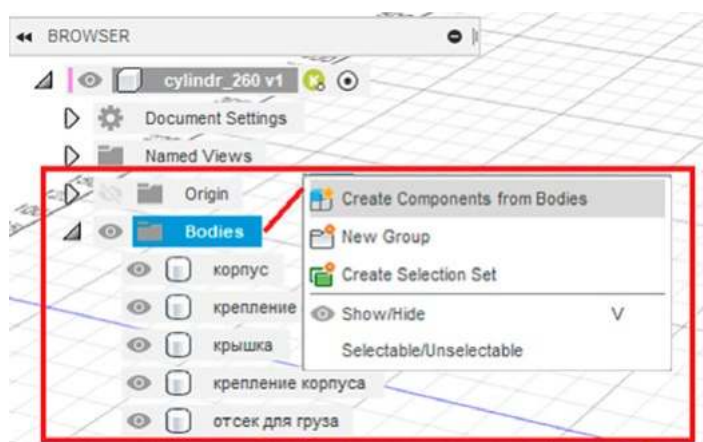 BROWSER
cylindr_260 v1
Document Settings
Named Views
Origin
Create Components from Bodies
Bodies
New Group
корпус
Create Selection Set
крепление
Show/Hide V
крышка
Selectable/Unselectable
крепление корпуса
отсек для груза